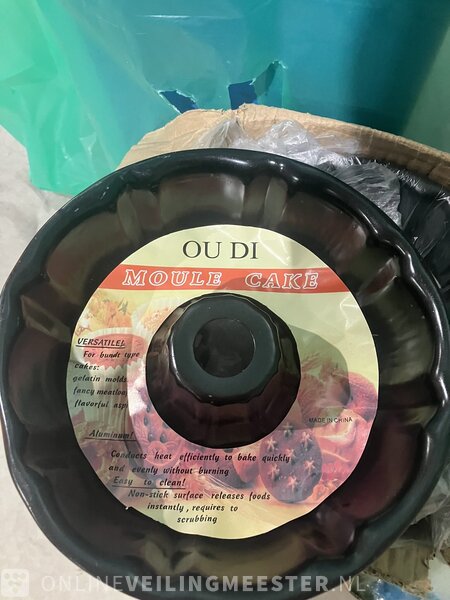 OU DI
MOULE CAKE
VERSATILE!
For bundt type
cakes:
gelatin molds
fancy meatloaf
flavorful asp
MADE IN CHINA
Aluminum!
Conducts heat efficiently to bake quickly
and evenly without burning
Easy to clean!
Non-stick surface releases foods
instantly, requires to
scrubbing
ONLINEVEILINGMEESTER.NL